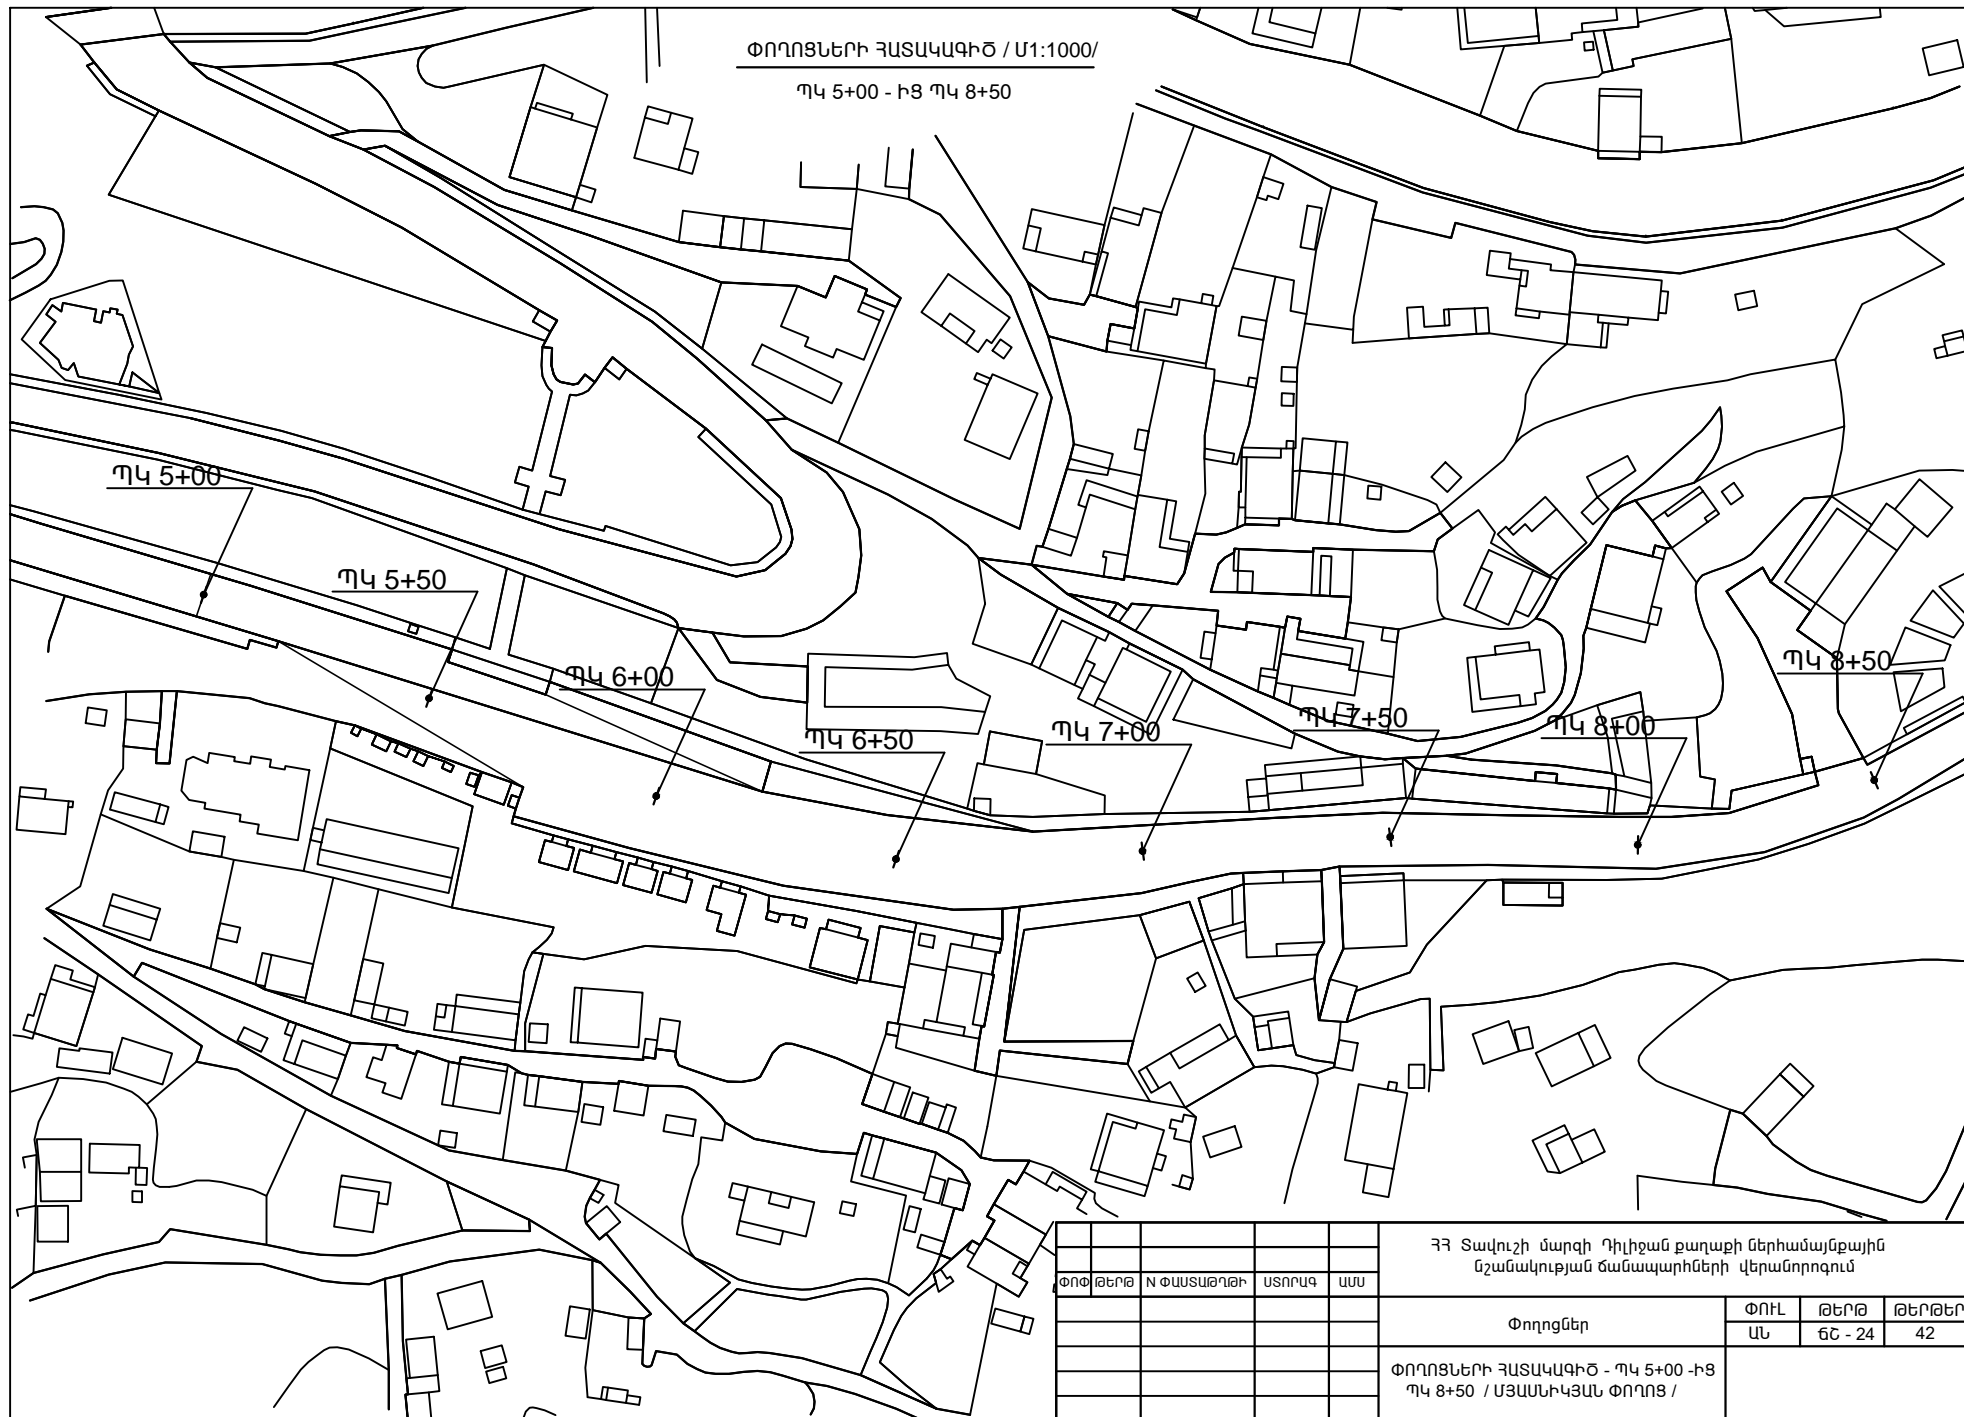 ՓՈՂՈՑՆԵՐԻ ՀԱՏԱԿԱԳԻԾ / Մ1:1000/
ՊԿ 5+00 - ԻՑ ՊԿ 8+50
ՊԿ 5+00
ՊԿ 5+50
ՊԿ 6+00
ՊԿ 6+50
ՊԿ 7+00
ՊԿ 7+50
ՊԿ 8+00
ՊԿ 8+50
ՀՀ Տավուշի մարզի Դիլիջան քաղաքի ներհամայնքային
նշանակության ճանապարհների վերանորոգում
ՓՈՓ ԹԵՐԹ N ՓԱՍՏԱԹՂԹԻ ՍՏՈՐԱԳ ԱՄՍ
Փողոցներ
ՓՈՒԼ ԹԵՐԹ ԹԵՐԹԵՐ
ԱՆ ՃՇ - 24 42
ՓՈՂՈՑՆԵՐԻ ՀԱՏԱԿԱԳԻԾ - ՊԿ 5+00 -ԻՑ
ՊԿ 8+50 / ՄՅԱՍՆԻԿՅԱՆ ՓՈՂՈՑ /